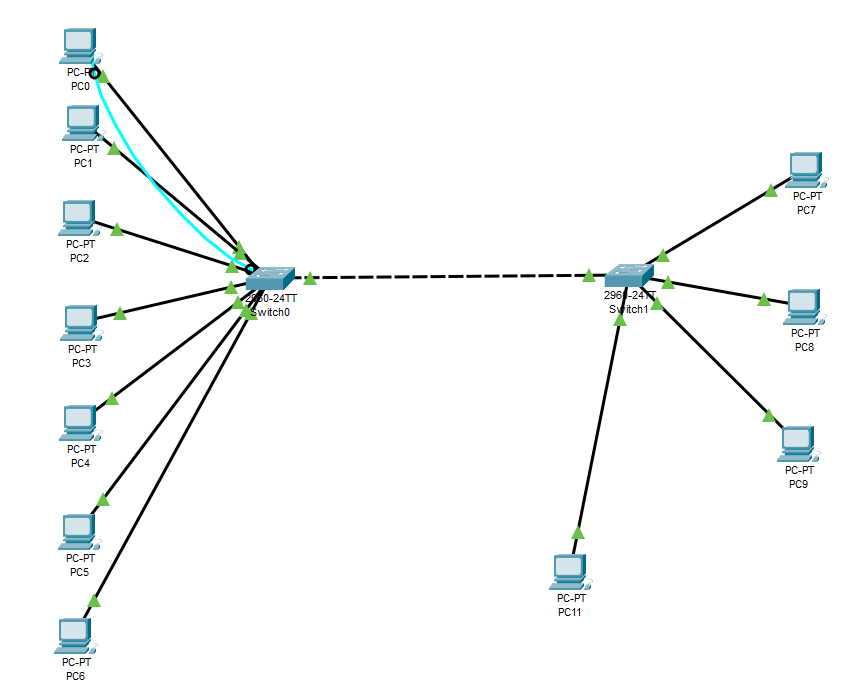 PC-PT
PC0
PC-PT
PC1
PC-PT
PC2
PC-PT
PC3
PC-PT
PC4
PC-PT
PC5
PC-PT
PC6
2960-24TT
Switch0
2960-24TT
Switch1
PC-PT
PC7
PC-PT
PC8
PC-PT
PC9
PC-PT
PC11